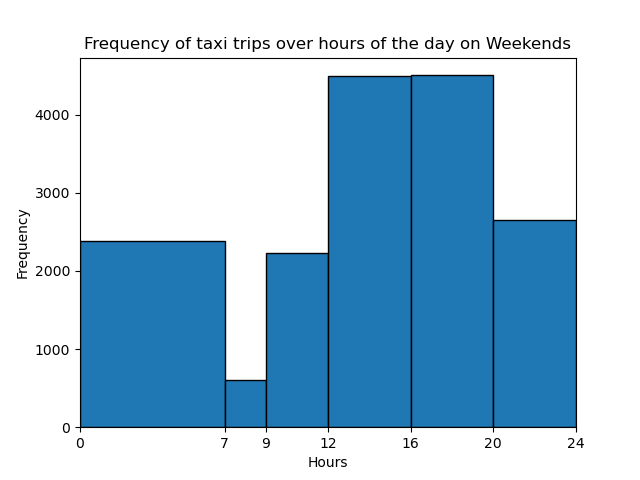 Frequency of taxi trips over hours of the day on Weekends
4000
3000
2000
1000
0
Frequency
0 7 9 12 16 20 24
Hours